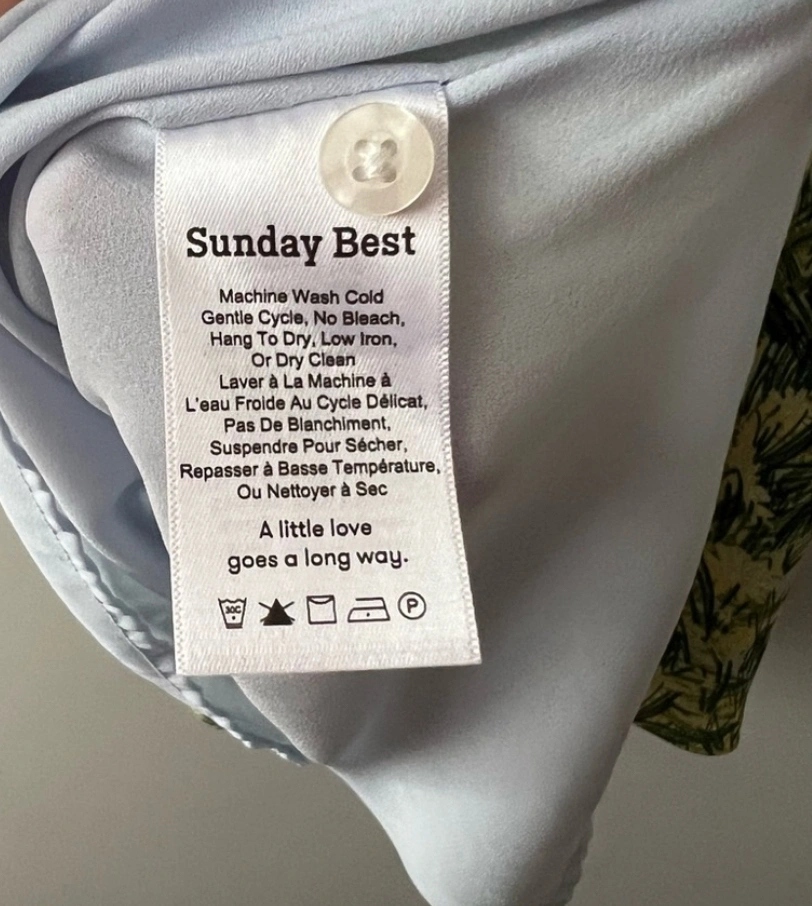 Sunday Best
Machine Wash Cold
Gentle Cycle, No Bleach,
Hang To Dry, Low Iron,
Or Dry Clean
Laver à La Machine à
L'eau Froide Au Cycle Délicat,
Pas De Blanchiment,
Suspendre Pour Sécher,
Repasser à Basse Température,
Ou Nettoyer à Sec
A little love
goes a long way.
30C P